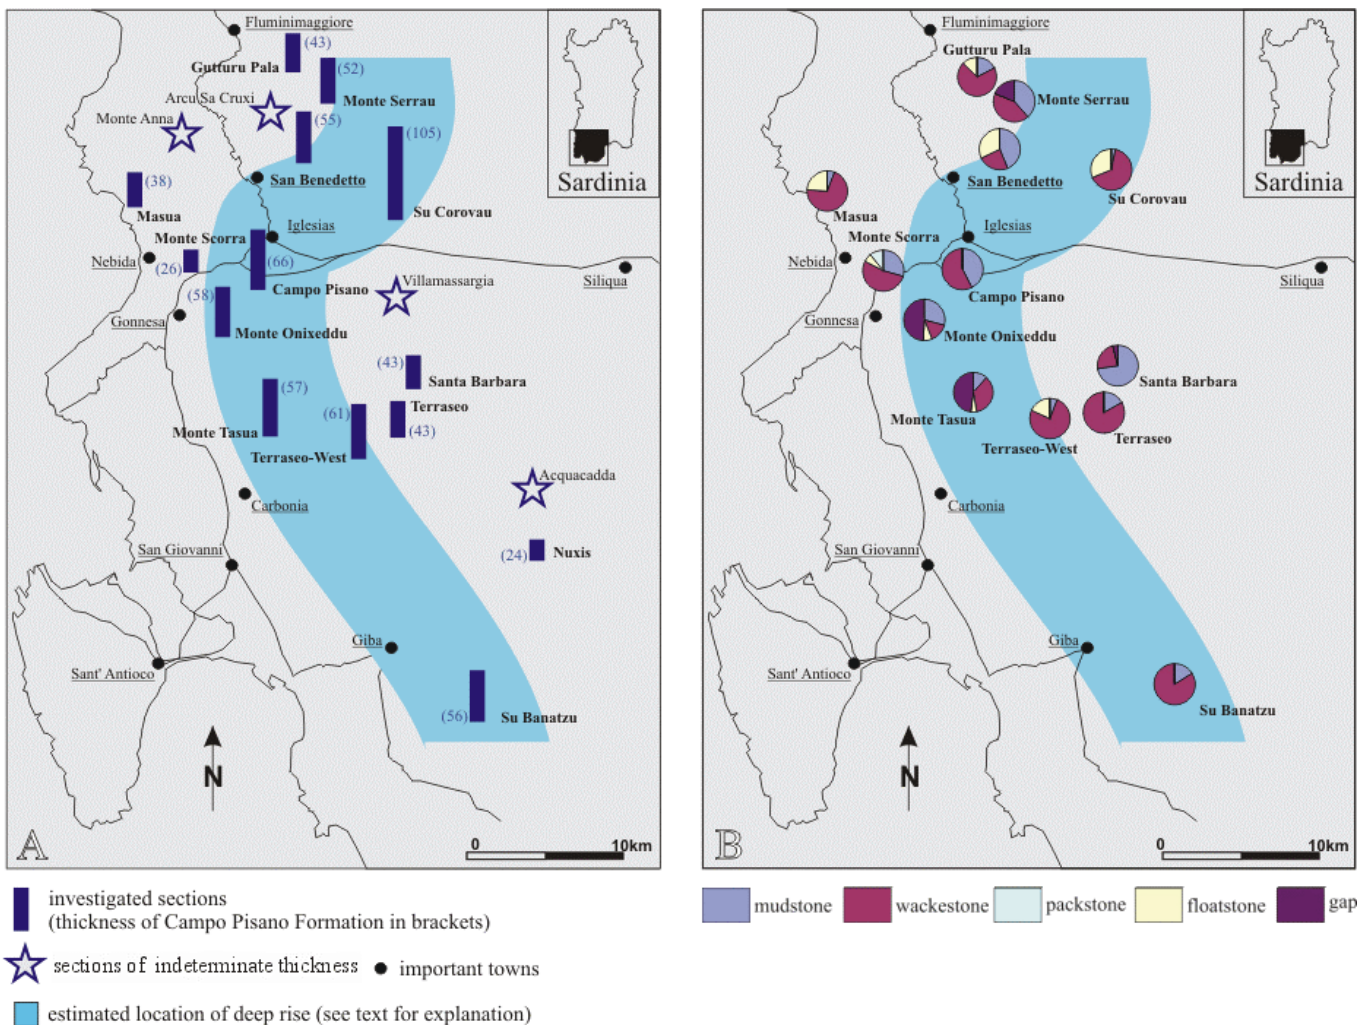 Fluminimaggiore
(43)
Gutturu Pala
(52)
Arcu Sa Cruxi
Monte Serrau
Monte Anna
(55)
(105)
Sardinia
(38)
San Benedetto
Masua
Su Corovau
Iglesias
Monte Scorra
Nebida
(26)
(66)
Villamassargia
Siliqua
(58)
Campo Pisano
Gonnesa
Monte Onixeddu
(43)
Santa Barbara
(57)
Terraseo
(61)
(43)
Monte Tasua
Terraseo-West
Acquacadda
Carbonia
San Giovanni
(24)
Nuxis
Giba
Sant' Antioco
(56)
Su Banatzu
N
A
0
10km
Fluminimaggiore
Gutturu Pala
Monte Serrau
Sardinia
San Benedetto
Su Corovau
Masua
Iglesias
Monte Scorra
Nebida
Siliqua
Campo Pisano
Gonnesa
Monte Onixeddu
Santa Barbara
Monte Tasua
Terraseo
Terraseo-West
Carbonia
San Giovanni
Giba
Sant' Antioco
Su Banatzu
N
B
0
10km
investigated sections
(thickness of Campo Pisano Formation in brackets)
sections of indeterminate thickness
important towns
estimated location of deep rise (see text for explanation)
mudstone
wackestone
packstone
floatstone
gap